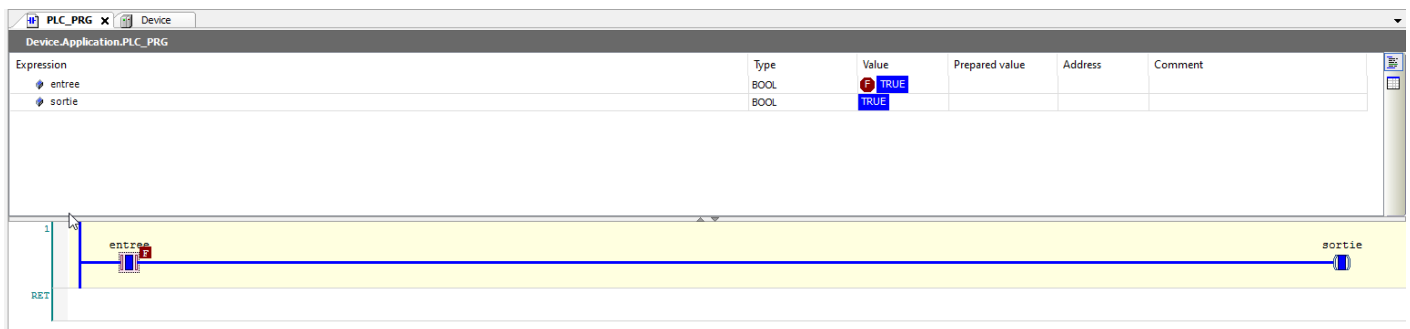 PLC_PRG X Device
Device.Application.PLC_PRG
Expression Type Value Prepared value Address Comment
entree BOOL F TRUE
sortie BOOL TRUE
1
entree F sortie
RET